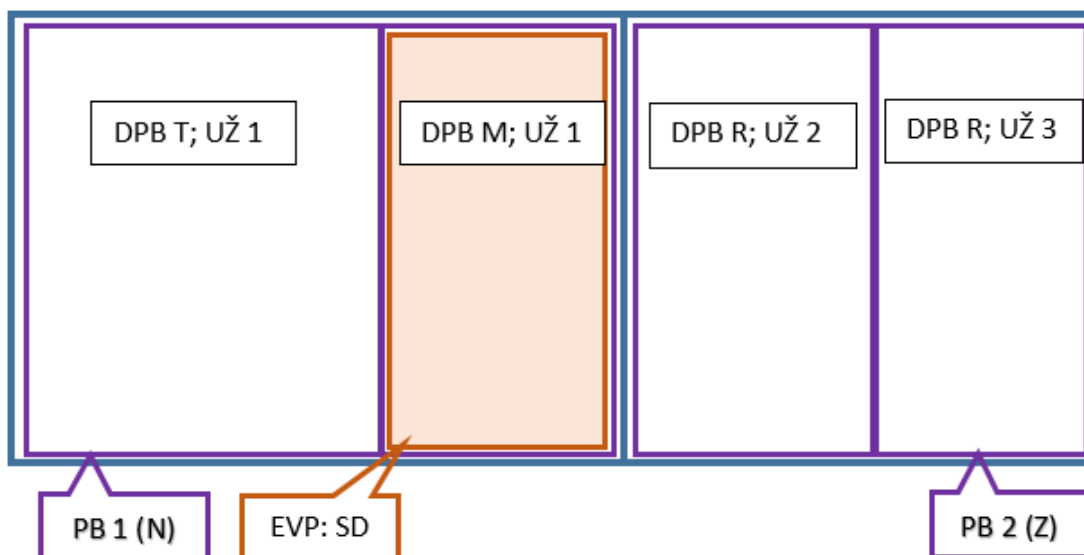 DPB T; UŽ 1
DPB M; UŽ 1
DPB R; UŽ 2
DPB R; UŽ 3
PB 1 (N)
EVP: SD
PB 2 (Z)